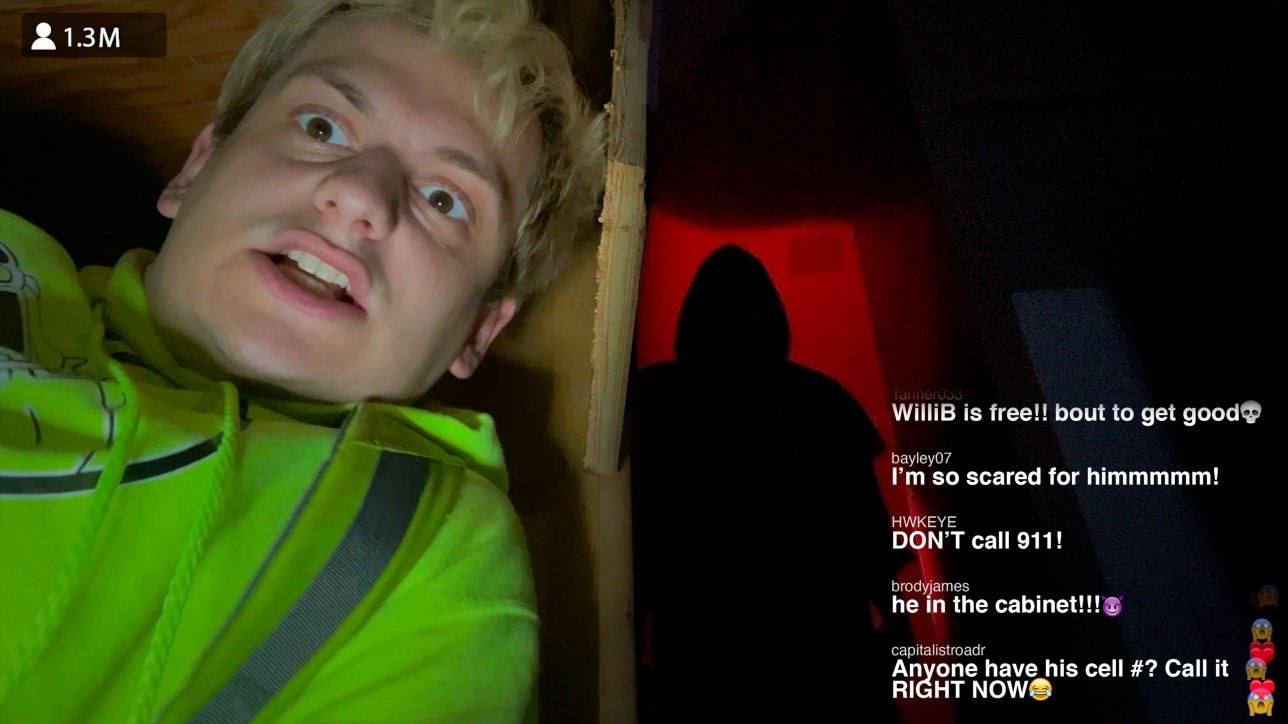 1.3M
Tanner033
WilliB is free!! bout to get good💀
bayley07
I’m so scared for himmmmm!
HWKEYE
DON’T call 911!
brodyjames
he in the cabinet!!!😈
capitalistroadr
Anyone have his cell #? Call it
RIGHT NOW😂